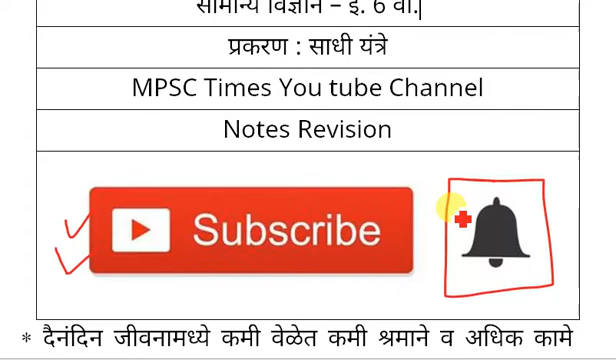 सामान्य विज्ञान – इ. 6 वी.
प्रकरण : साधी यंत्रे
MPSC Times You tube Channel
Notes Revision
Subscribe
* दैनंदिन जीवनामध्ये कमी वेळेत कमी श्रमाने व अधिक कामे